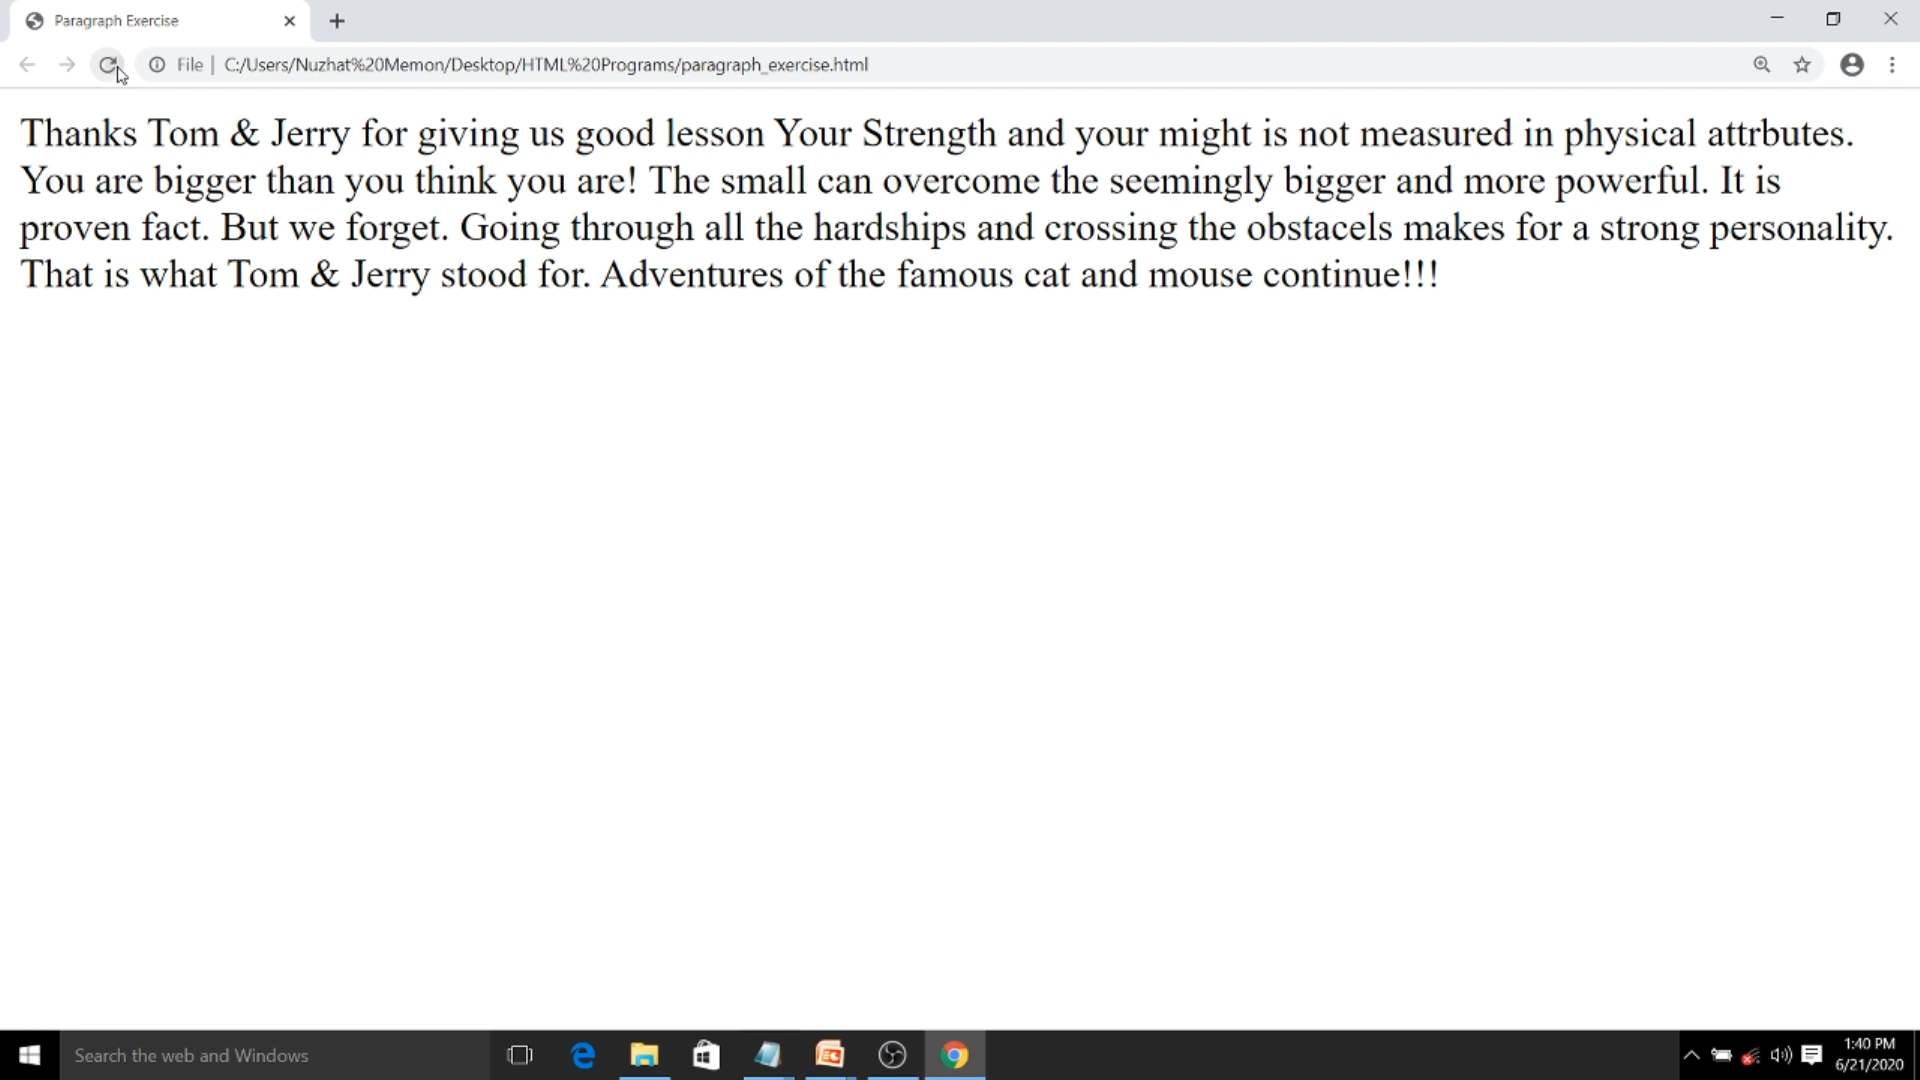 Paragraph Exercise
File | C:/Users/Nuzhat%20Memon/Desktop/HTML%20Programs/paragraph_exercise.html
Thanks Tom & Jerry for giving us good lesson Your Strength and your might is not measured in physical attrbutes.
You are bigger than you think you are! The small can overcome the seemingly bigger and more powerful. It is
proven fact. But we forget. Going through all the hardships and crossing the obstacels makes for a strong personality.
That is what Tom & Jerry stood for. Adventures of the famous cat and mouse continue!!!
Search the web and Windows
1:40 PM
6/21/2020